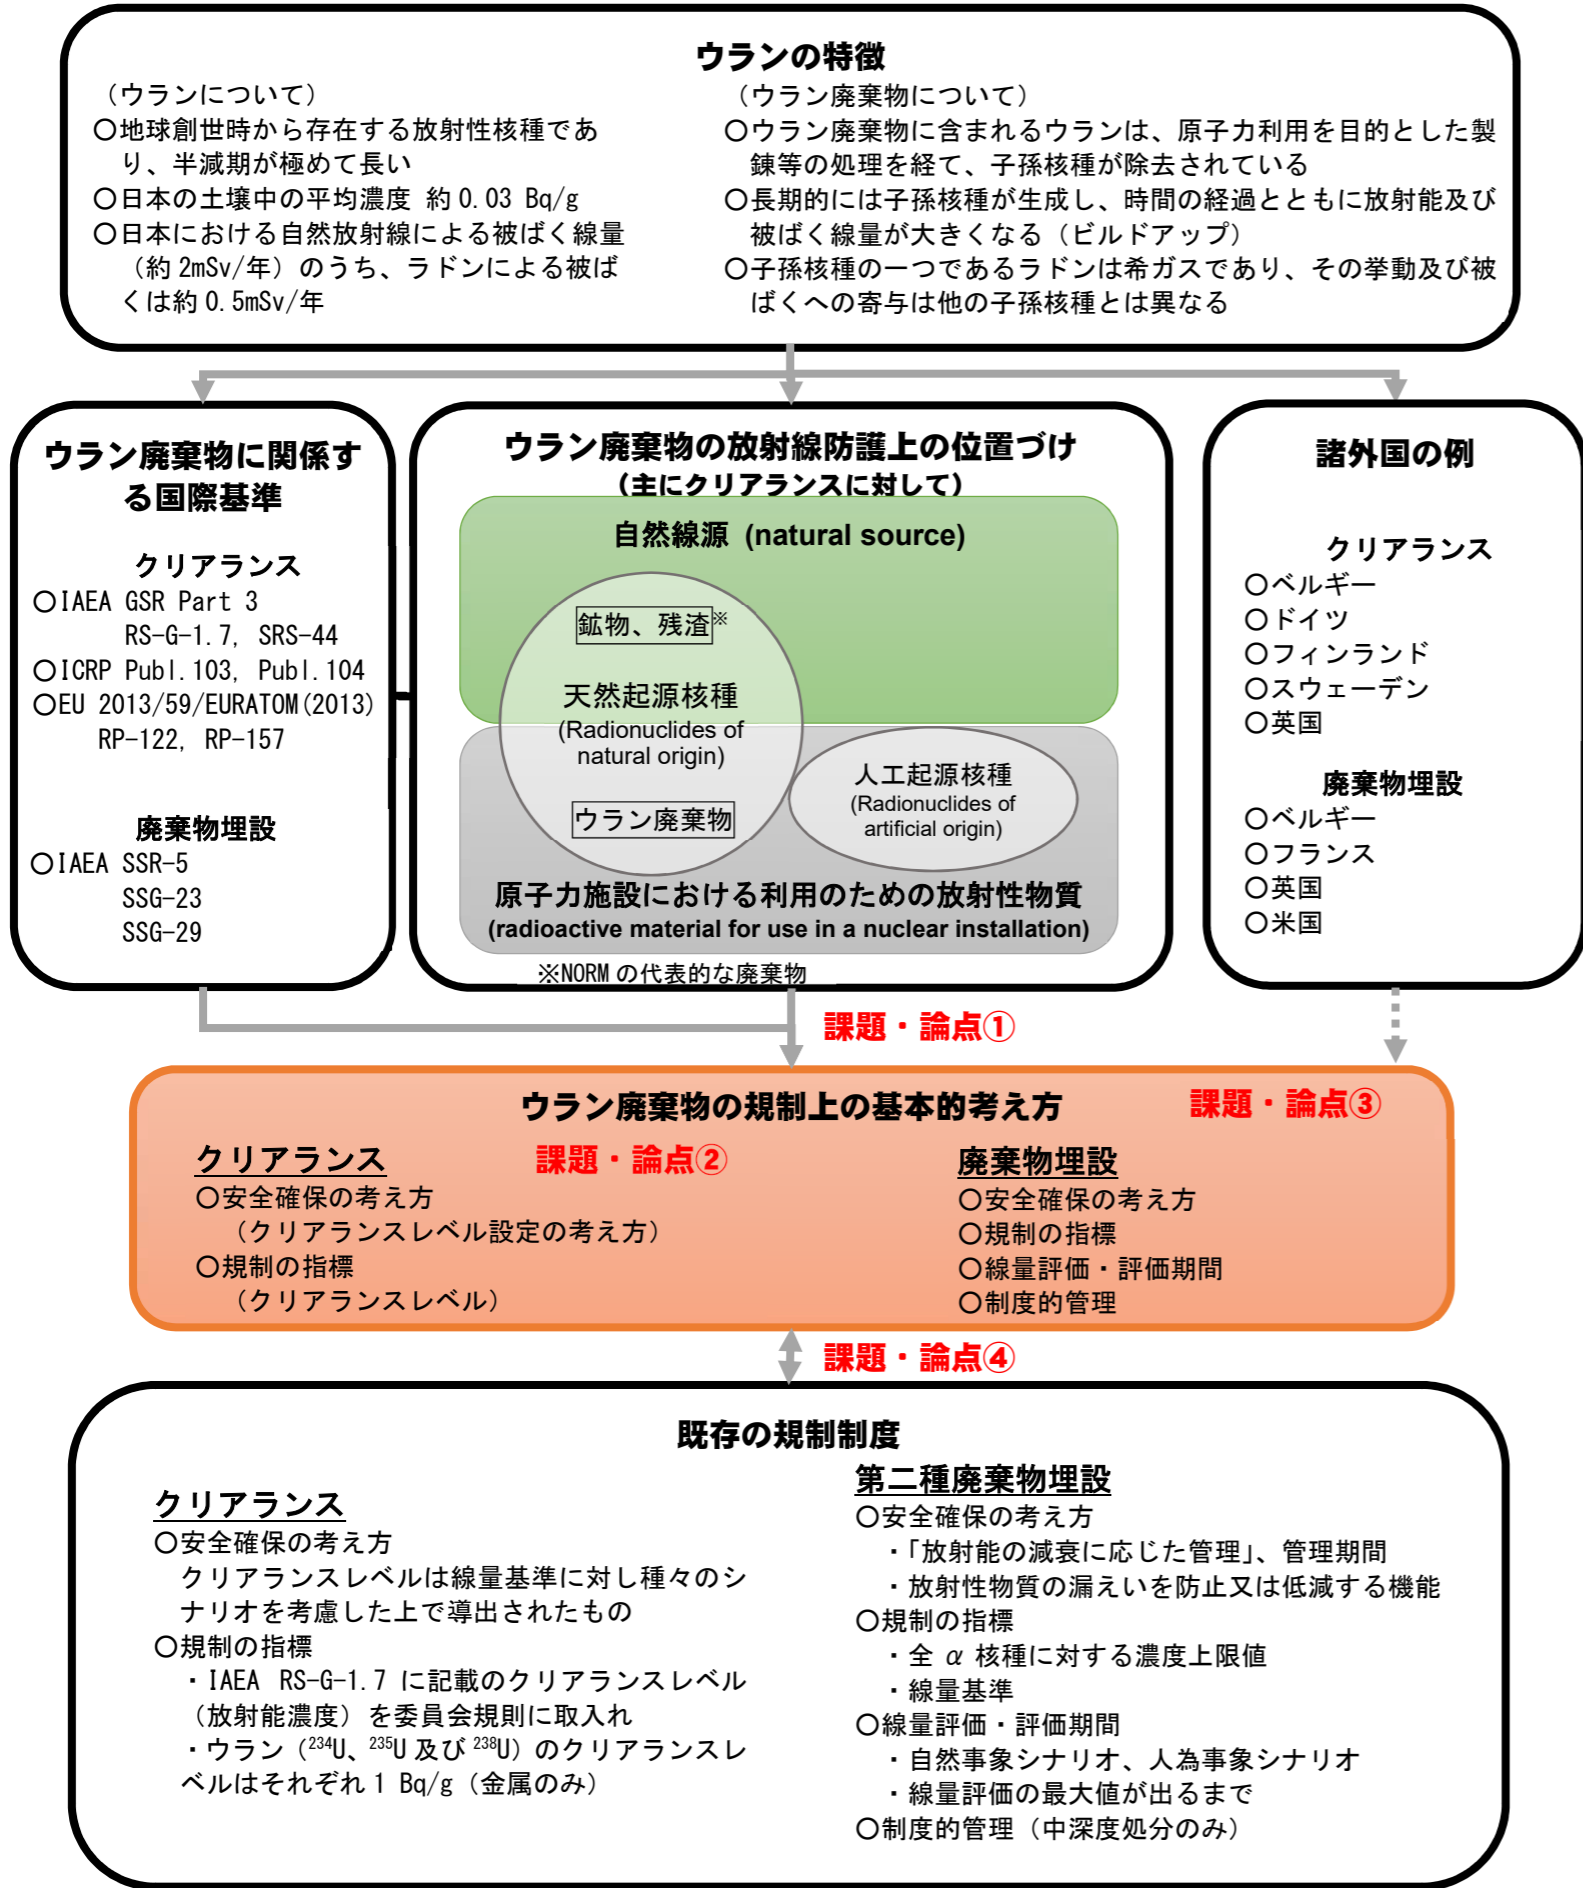 ウランの特徴
（ウランについて）
〇地球創世時から存在する放射性核種であ
り、半減期が極めて長い
〇日本の土壌中の平均濃度 約 0.03 Bq/g
〇日本における自然放射線による被ばく線量
（約 2mSv/年）のうち、ラドンによる被ば
くは約 0.5mSv/年
（ウラン廃棄物について）
〇ウラン廃棄物に含まれるウランは、原子力利用を目的とした製
錬等の処理を経て、子孫核種が除去されている
〇長期的には子孫核種が生成し、時間の経過とともに放射能及び
被ばく線量が大きくなる（ビルドアップ）
〇子孫核種の一つであるラドンは希ガスであり、その挙動及び被
ばくへの寄与は他の子孫核種とは異なる
ウラン廃棄物に関係す
る国際基準
クリアランス
〇IAEA GSR Part 3
RS-G-1.7, SRS-44
〇ICRP Publ.103, Publ.104
〇EU 2013/59/EURATOM(2013)
RP-122, RP-157
廃棄物埋設
〇IAEA SSR-5
SSG-23
SSG-29
ウラン廃棄物の放射線防護上の位置づけ
（主にクリアランスに対して）
自然線源 (natural source)
鉱物、残渣※
天然起源核種
(Radionuclides of
natural origin)
ウラン廃棄物
人工起源核種
(Radionuclides of
artificial origin)
原子力施設における利用のための放射性物質
(radioactive material for use in a nuclear installation)
※NORM の代表的な廃棄物
諸外国の例
クリアランス
〇ベルギー
〇ドイツ
〇フィンランド
〇スウェーデン
〇英国
廃棄物埋設
〇ベルギー
〇フランス
〇英国
〇米国
課題・論点①
ウラン廃棄物の規制上の基本的考え方
課題・論点③
クリアランス
課題・論点②
〇安全確保の考え方
（クリアランスレベル設定の考え方）
〇規制の指標
（クリアランスレベル）
廃棄物埋設
〇安全確保の考え方
〇規制の指標
〇線量評価・評価期間
〇制度的管理
課題・論点④
既存の規制制度
クリアランス
〇安全確保の考え方
クリアランスレベルは線量基準に対し種々のシ
ナリオを考慮した上で導出されたもの
〇規制の指標
・IAEA RS-G-1.7 に記載のクリアランスレベル
（放射能濃度）を委員会規則に取入れ
・ウラン（²³⁴U、²³⁵U 及び ²³⁸U）のクリアランスレ
ベルはそれぞれ 1 Bq/g（金属のみ）
第二種廃棄物埋設
〇安全確保の考え方
・「放射能の減衰に応じた管理」、管理期間
・放射性物質の漏えいを防止又は低減する機能
〇規制の指標
・全 α 核種に対する濃度上限値
・線量基準
〇線量評価・評価期間
・自然事象シナリオ、人為事象シナリオ
・線量評価の最大値が出るまで
〇制度的管理（中深度処分のみ）